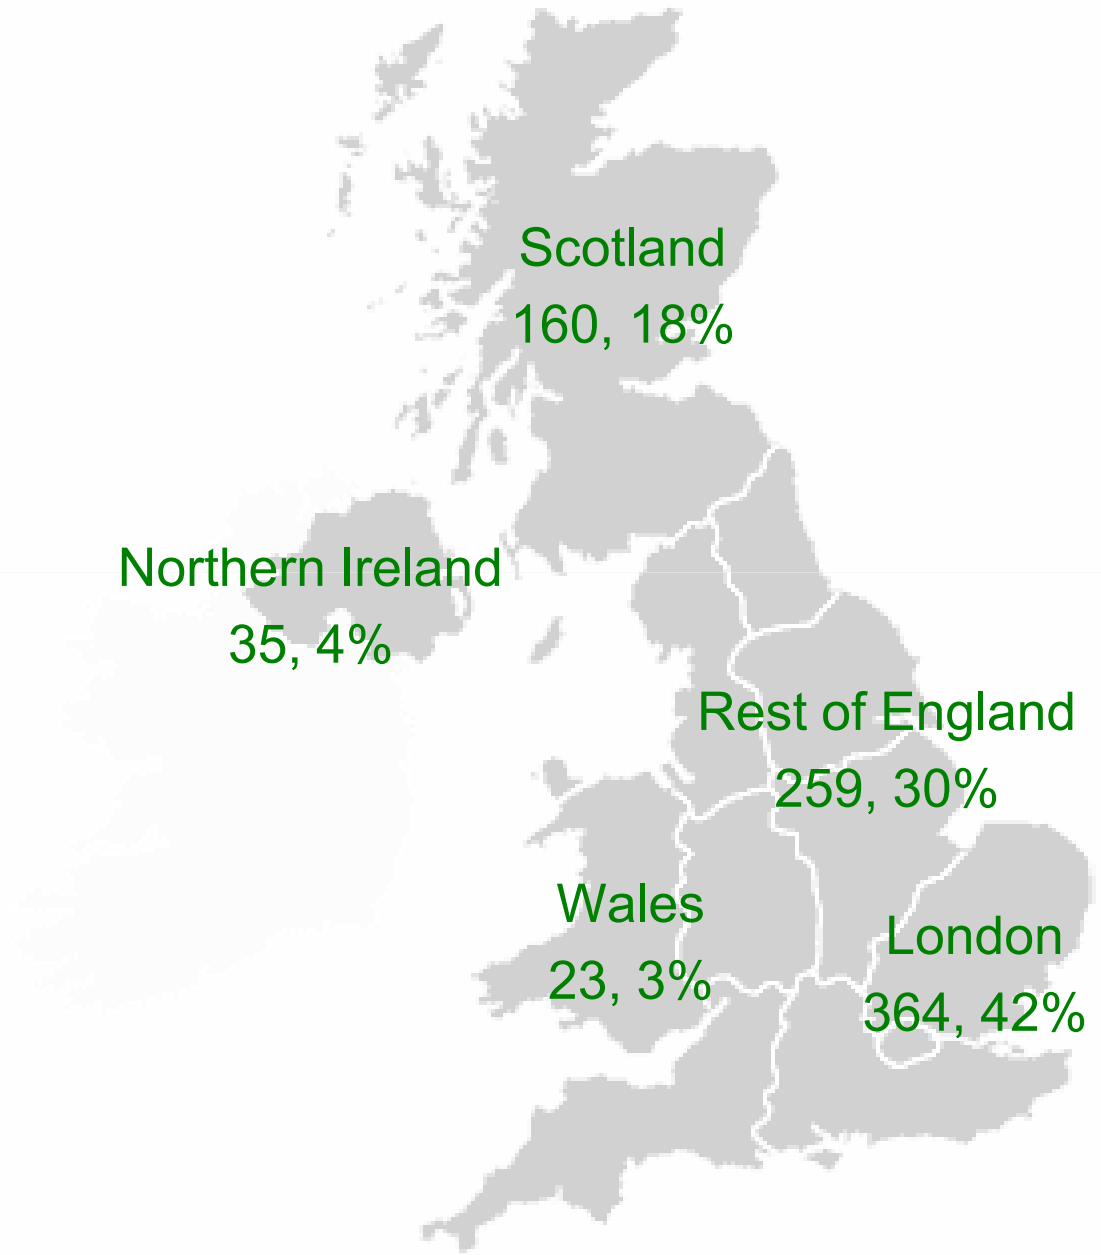 Scotland
160, 18%
Northern Ireland
35, 4%
Rest of England
259, 30%
Wales
23, 3%
London
364, 42%